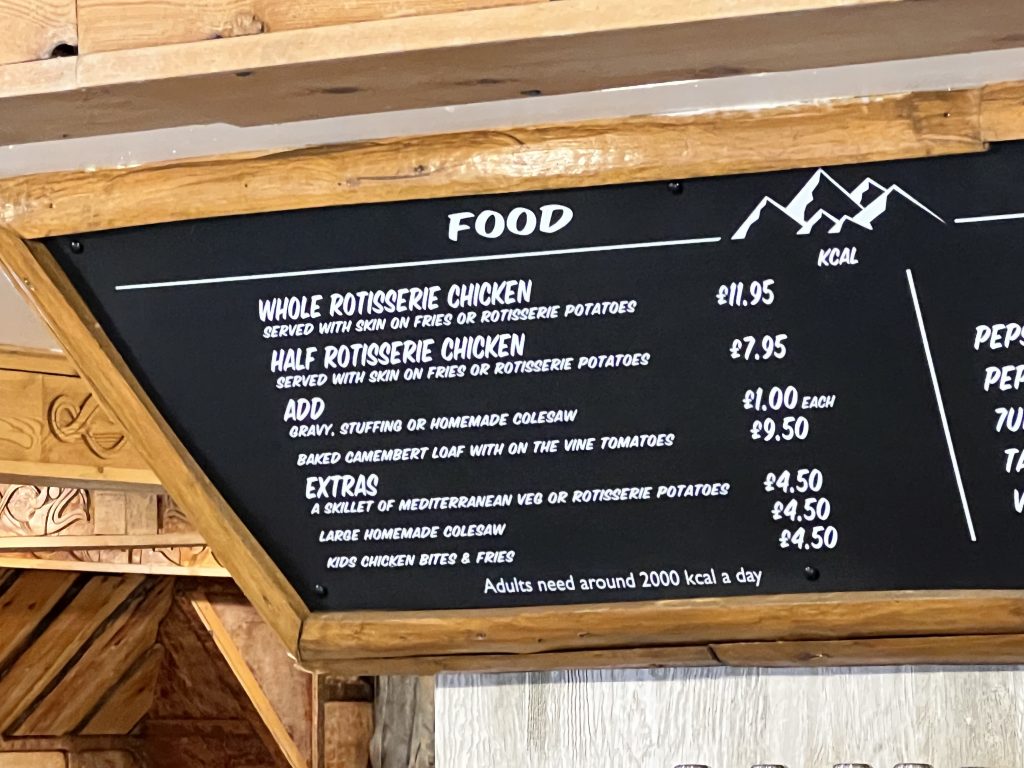 FOOD
KCAL
WHOLE ROTISSERIE CHICKEN £11.95
SERVED WITH SKIN ON FRIES OR ROTISSERIE POTATOES
HALF ROTISSERIE CHICKEN £7.95
SERVED WITH SKIN ON FRIES OR ROTISSERIE POTATOES
ADD
GRAVY, STUFFING OR HOMEMADE COLESAW £1.00 EACH
BAKED CAMEMBERT LOAF WITH ON THE VINE TOMATOES £9.50
EXTRAS
A SKILLET OF MEDITERRANEAN VEG OR ROTISSERIE POTATOES £4.50
LARGE HOMEMADE COLESAW £4.50
KIDS CHICKEN BITES & FRIES £4.50
Adults need around 2000 kcal a day